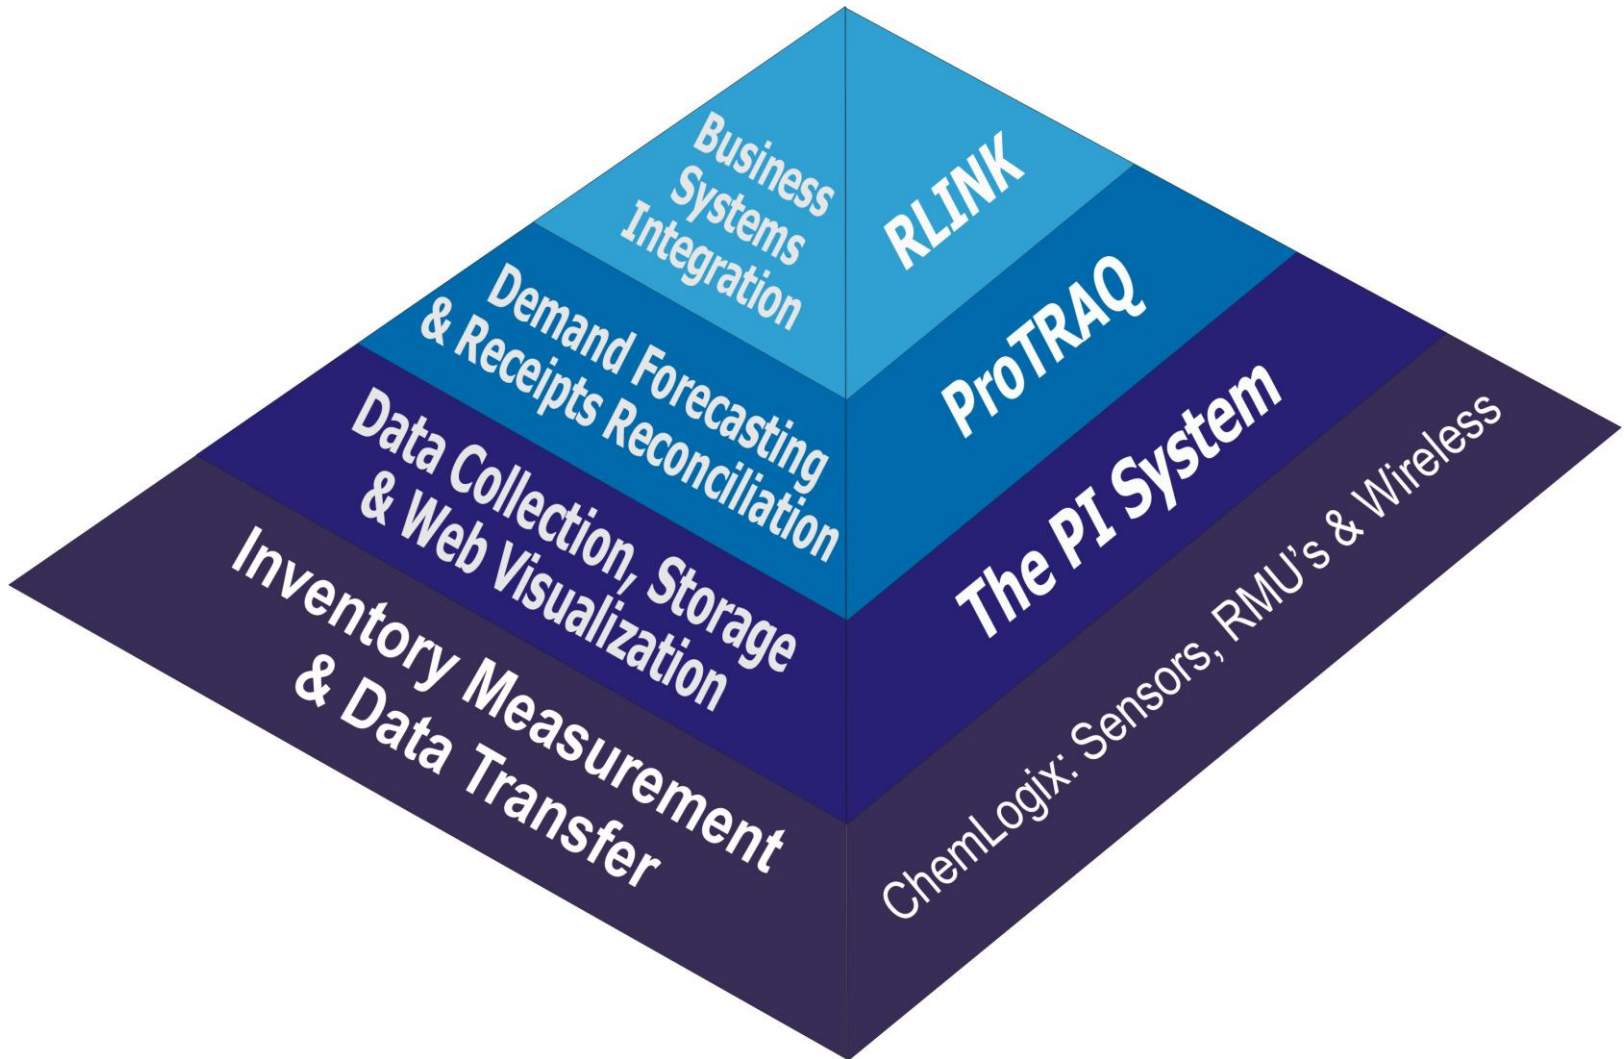 Business
Systems
Integration
RLINK
Demand Forecasting
& Receipts Reconciliation
ProTRAQ
Data Collection, Storage
& Web Visualization
The PI System
Inventory Measurement
& Data Transfer
ChemLogix: Sensors, RMU's & Wireless